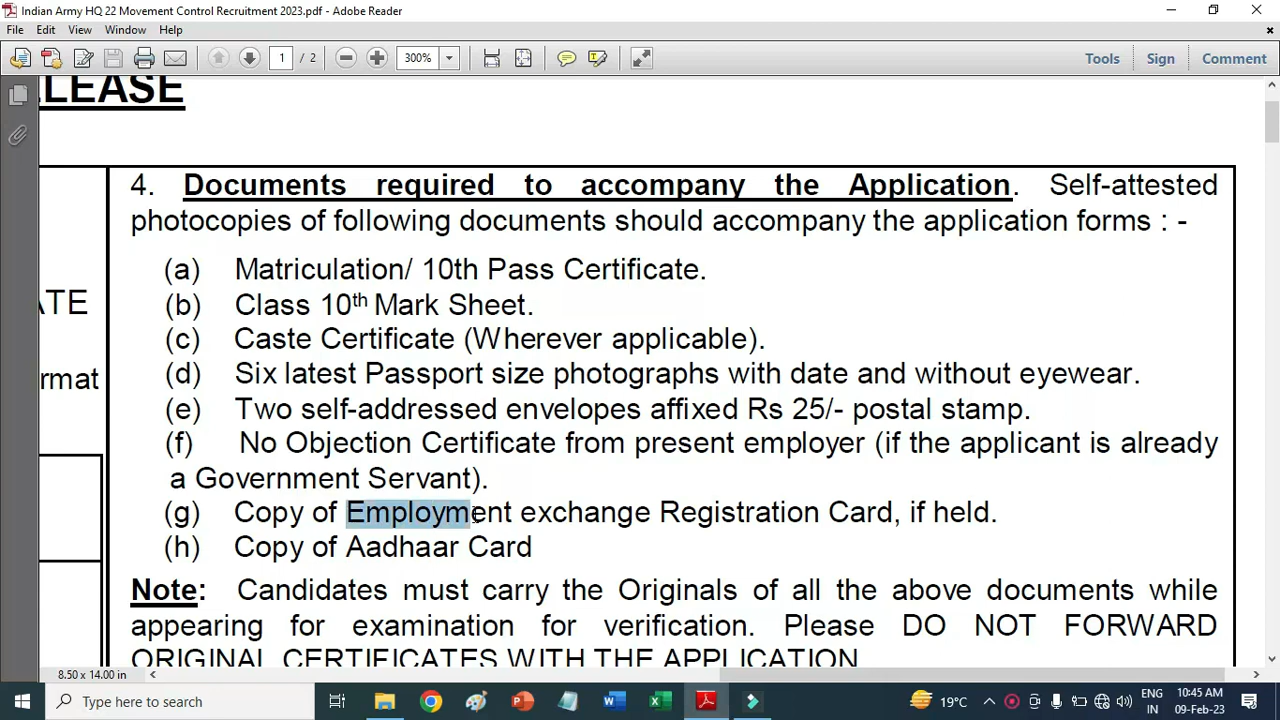 Indian Army HQ 22 Movement Control Recruitment 2023.pdf - Adobe Reader
File Edit View Window Help
1 / 2 300% Tools Sign Comment
LEASE
4. Documents required to accompany the Application. Self-attested
photocopies of following documents should accompany the application forms : -
(a) Matriculation/ 10th Pass Certificate.
ATE
(b) Class 10th Mark Sheet.
(c) Caste Certificate (Wherever applicable).
rmat
(d) Six latest Passport size photographs with date and without eyewear.
(e) Two self-addressed envelopes affixed Rs 25/- postal stamp.
(f) No Objection Certificate from present employer (if the applicant is already
a Government Servant).
(g) Copy of Employment exchange Registration Card, if held.
(h) Copy of Aadhaar Card
Note: Candidates must carry the Originals of all the above documents while
appearing for examination for verification. Please DO NOT FORWARD
ORIGINAL CERTIFICATES WITH THE APPLICATION
8.50 x 14.00 in
Type here to search
19°C
ENG
IN
10:45 AM
09-Feb-23